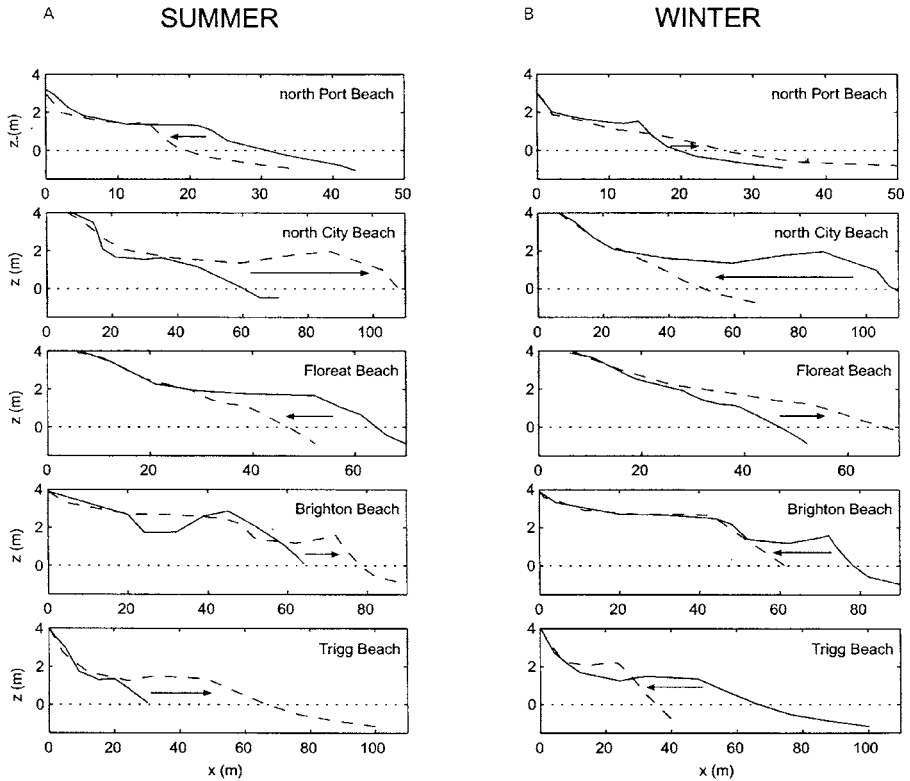 A SUMMER
B WINTER
4
2
0
z (m)
north Port Beach
0 10 20 30 40 50
4
2
0
z (m)
north City Beach
0 20 40 60 80 100
4
2
0
z (m)
Floreat Beach
0 20 40 60
4
2
0
z (m)
Brighton Beach
0 20 40 60 80
4
2
0
z (m)
Trigg Beach
0 20 40 60 80 100
x (m)
4
2
0
north Port Beach
0 10 20 30 40 50
4
2
0
north City Beach
0 20 40 60 80 100
4
2
0
Floreat Beach
0 20 40 60
4
2
0
Brighton Beach
0 20 40 60 80
4
2
0
Trigg Beach
0 20 40 60 80 100
x (m)